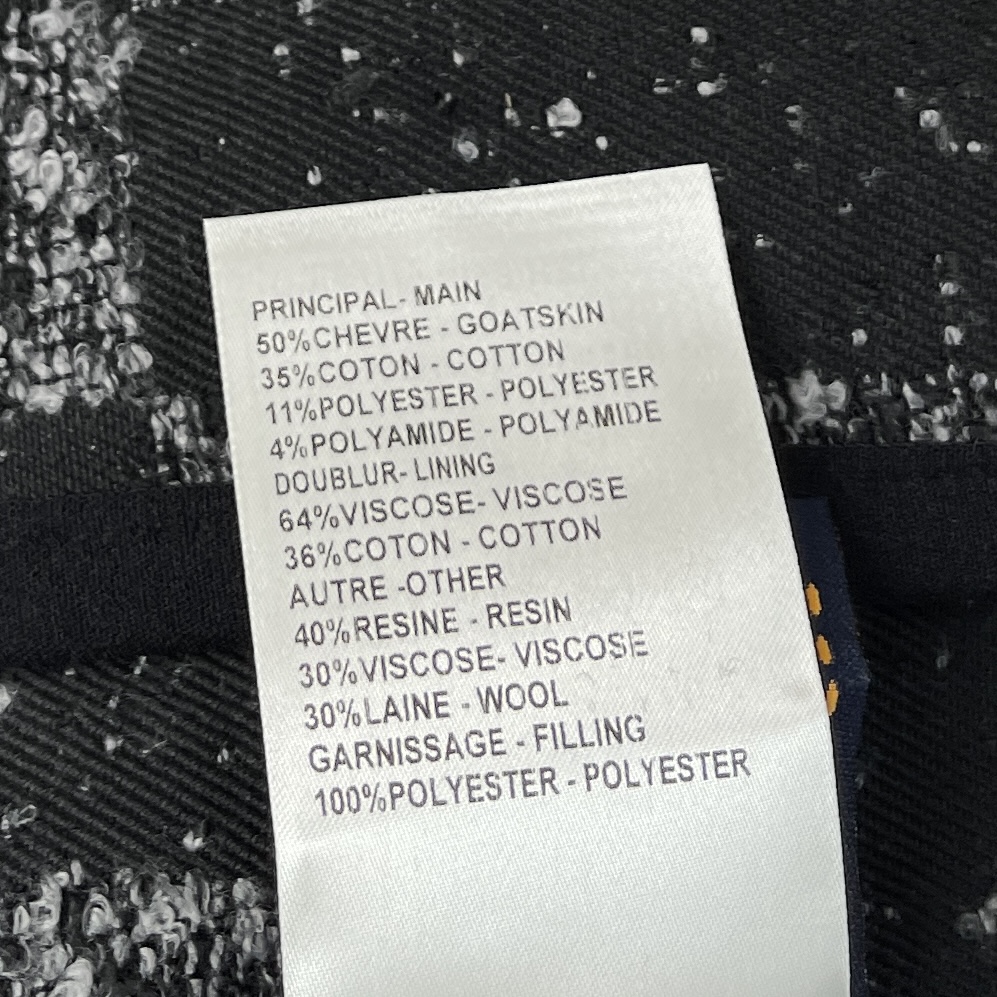 PRINCIPAL- MAIN
50%CHEVRE - GOATSKIN
35%COTON - COTTON
11%POLYESTER - POLYESTER
4%POLYAMIDE - POLYAMIDE
DOUBLUR- LINING
64%VISCOSE- VISCOSE
36%COTON - COTTON
AUTRE -OTHER
40%RESINE - RESIN
30%VISCOSE- VISCOSE
30%LAINE - WOOL
GARNISSAGE - FILLING
100%POLYESTER - POLYESTER